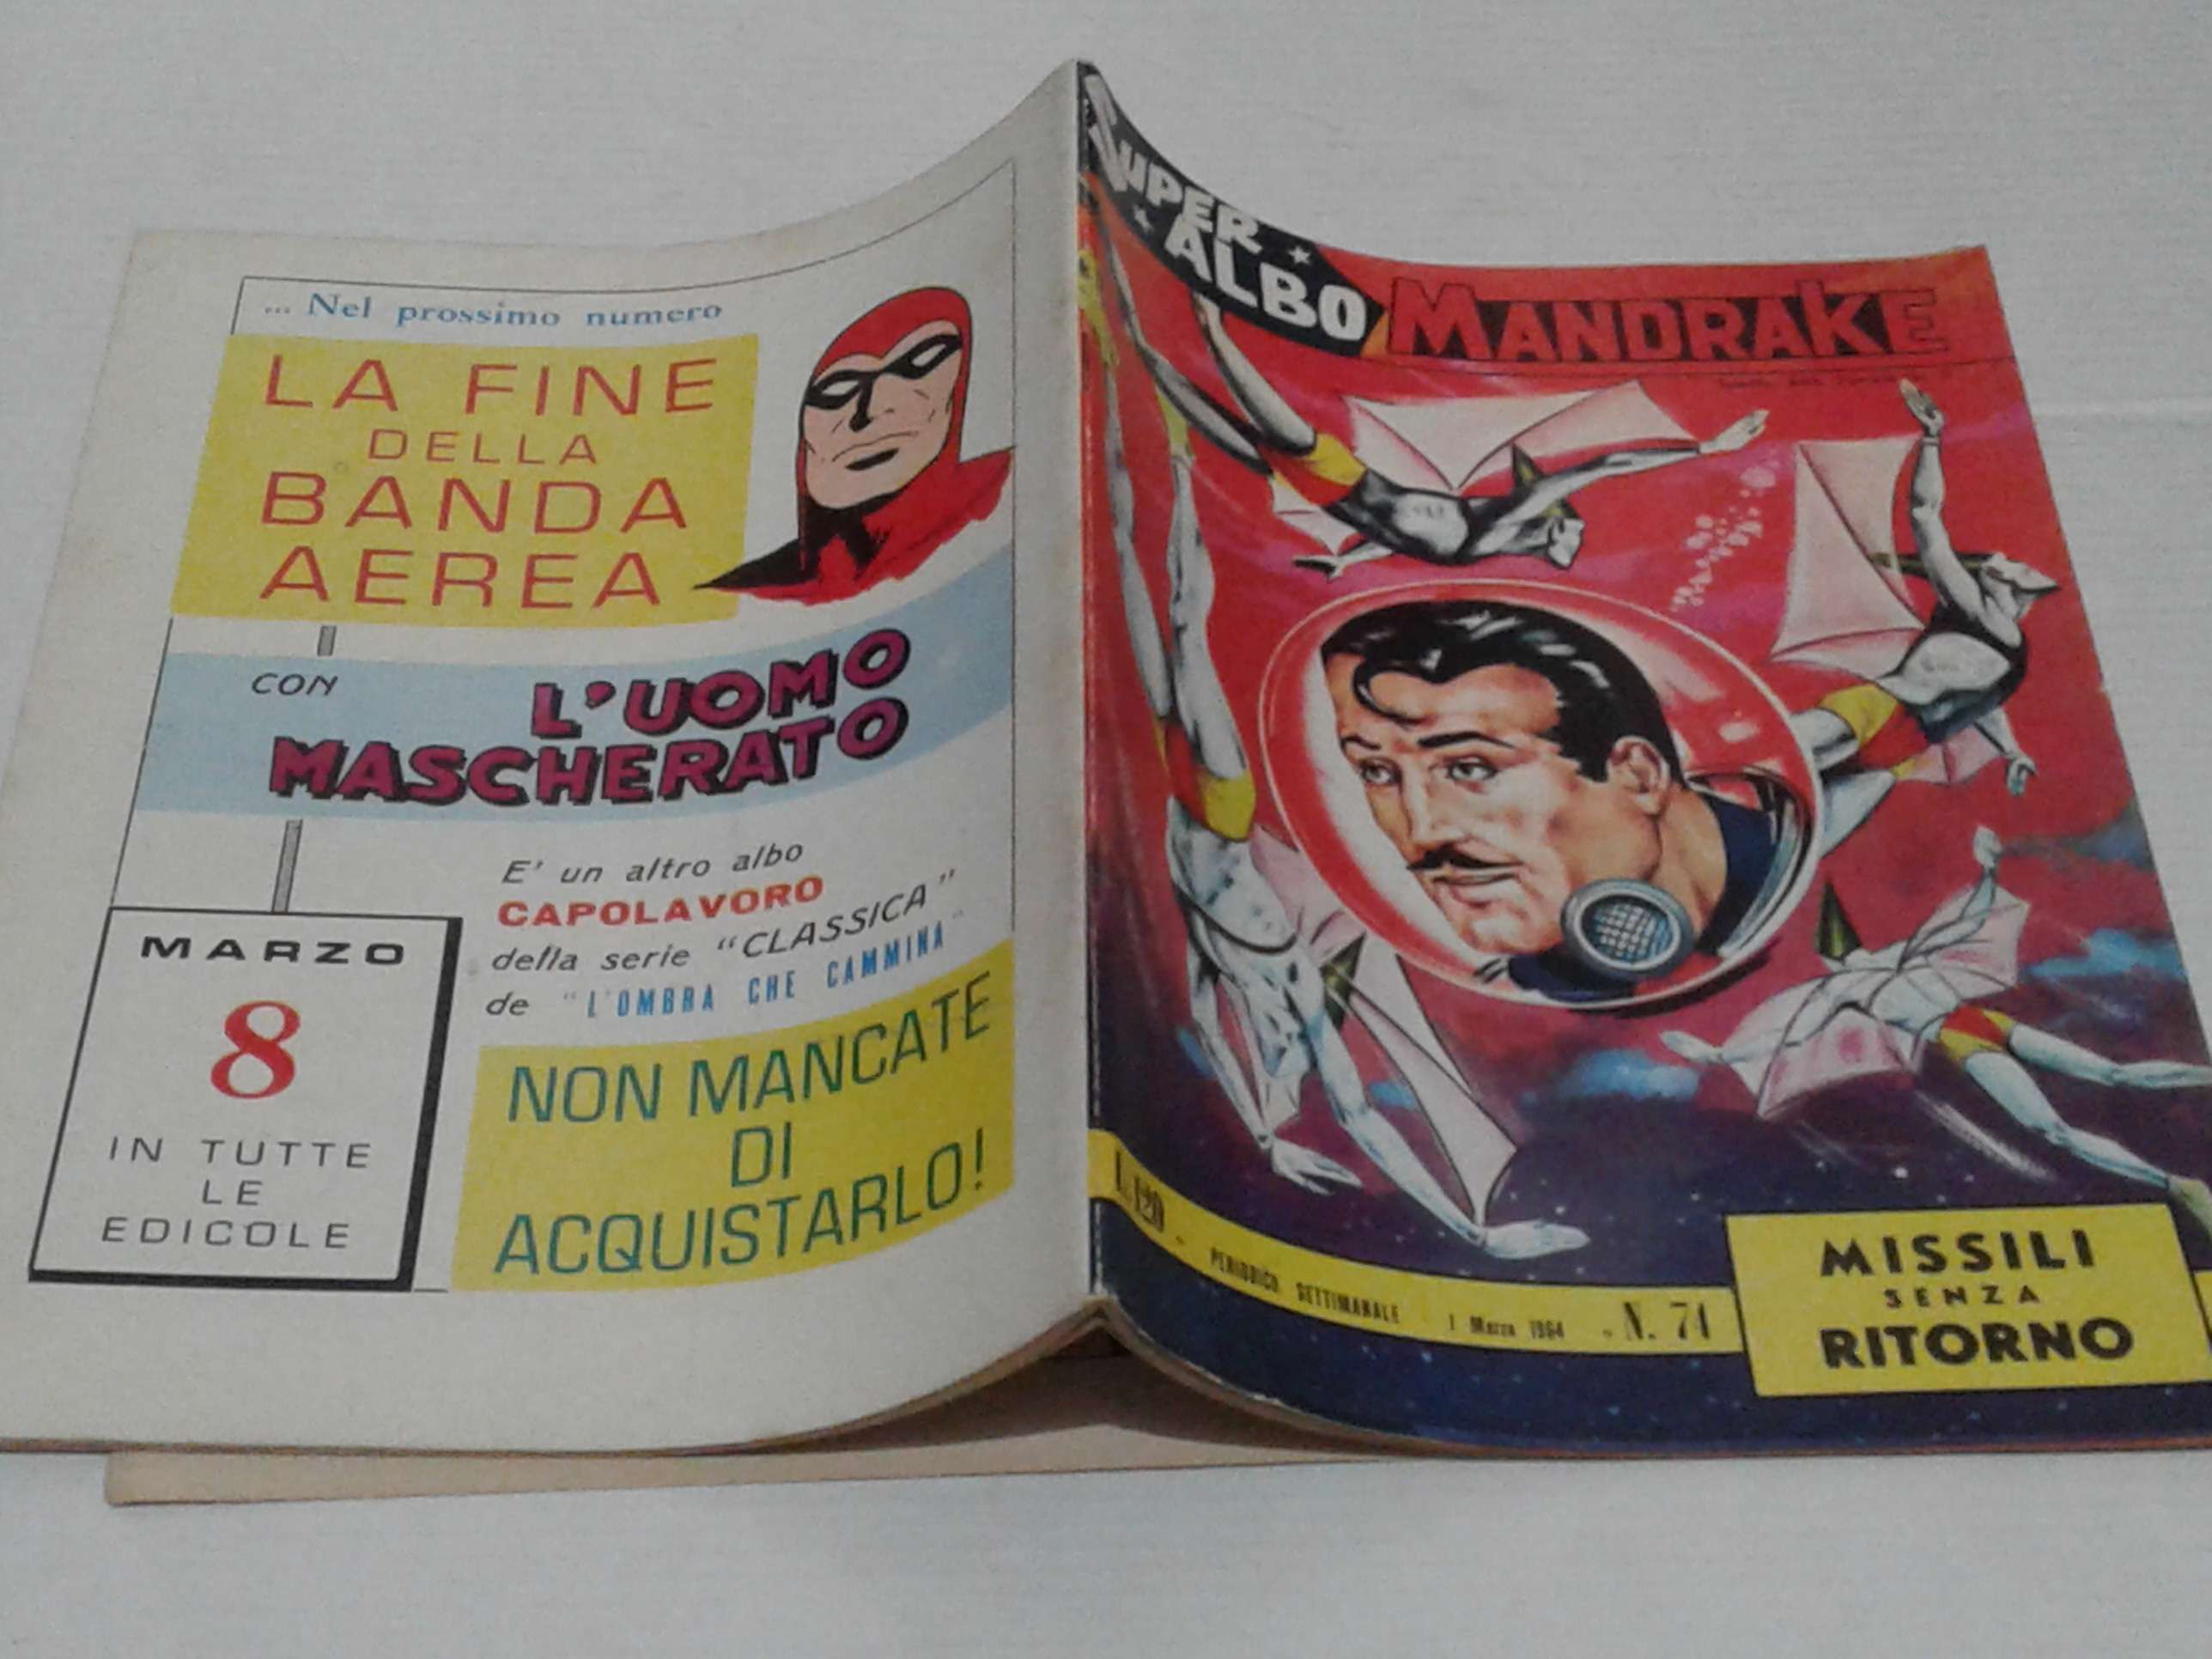 ... Nel prossimo numero
LA FINE
DELLA
BANDA
AEREA
CON
L'UOMO
MASCHERATO
E' un altro albo
CAPOLAVORO
della serie "CLASSICA"
de "L'OMBRA CHE CAMMINA"
MARZO
8
IN TUTTE
LE
EDICOLE
NON MANCATE
DI
ACQUISTARLO!
SUPER
ALBO
MANDRAKE
L. 120 - PERIODICO SETTIMANALE 1 Marzo 1964 - N. 74
MISSILI
SENZA
RITORNO